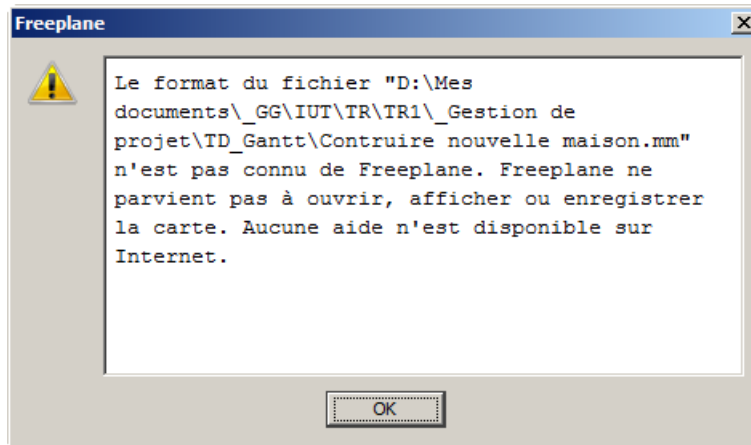 Freeplane
Le format du fichier "D:\Mes
documents\_GG\IUT\TR\TR1\_Gestion de
projet\TD_Gantt\Contruire nouvelle maison.mm"
n'est pas connu de Freeplane. Freeplane ne
parvient pas à ouvrir, afficher ou enregistrer
la carte. Aucune aide n'est disponible sur
Internet.
OK